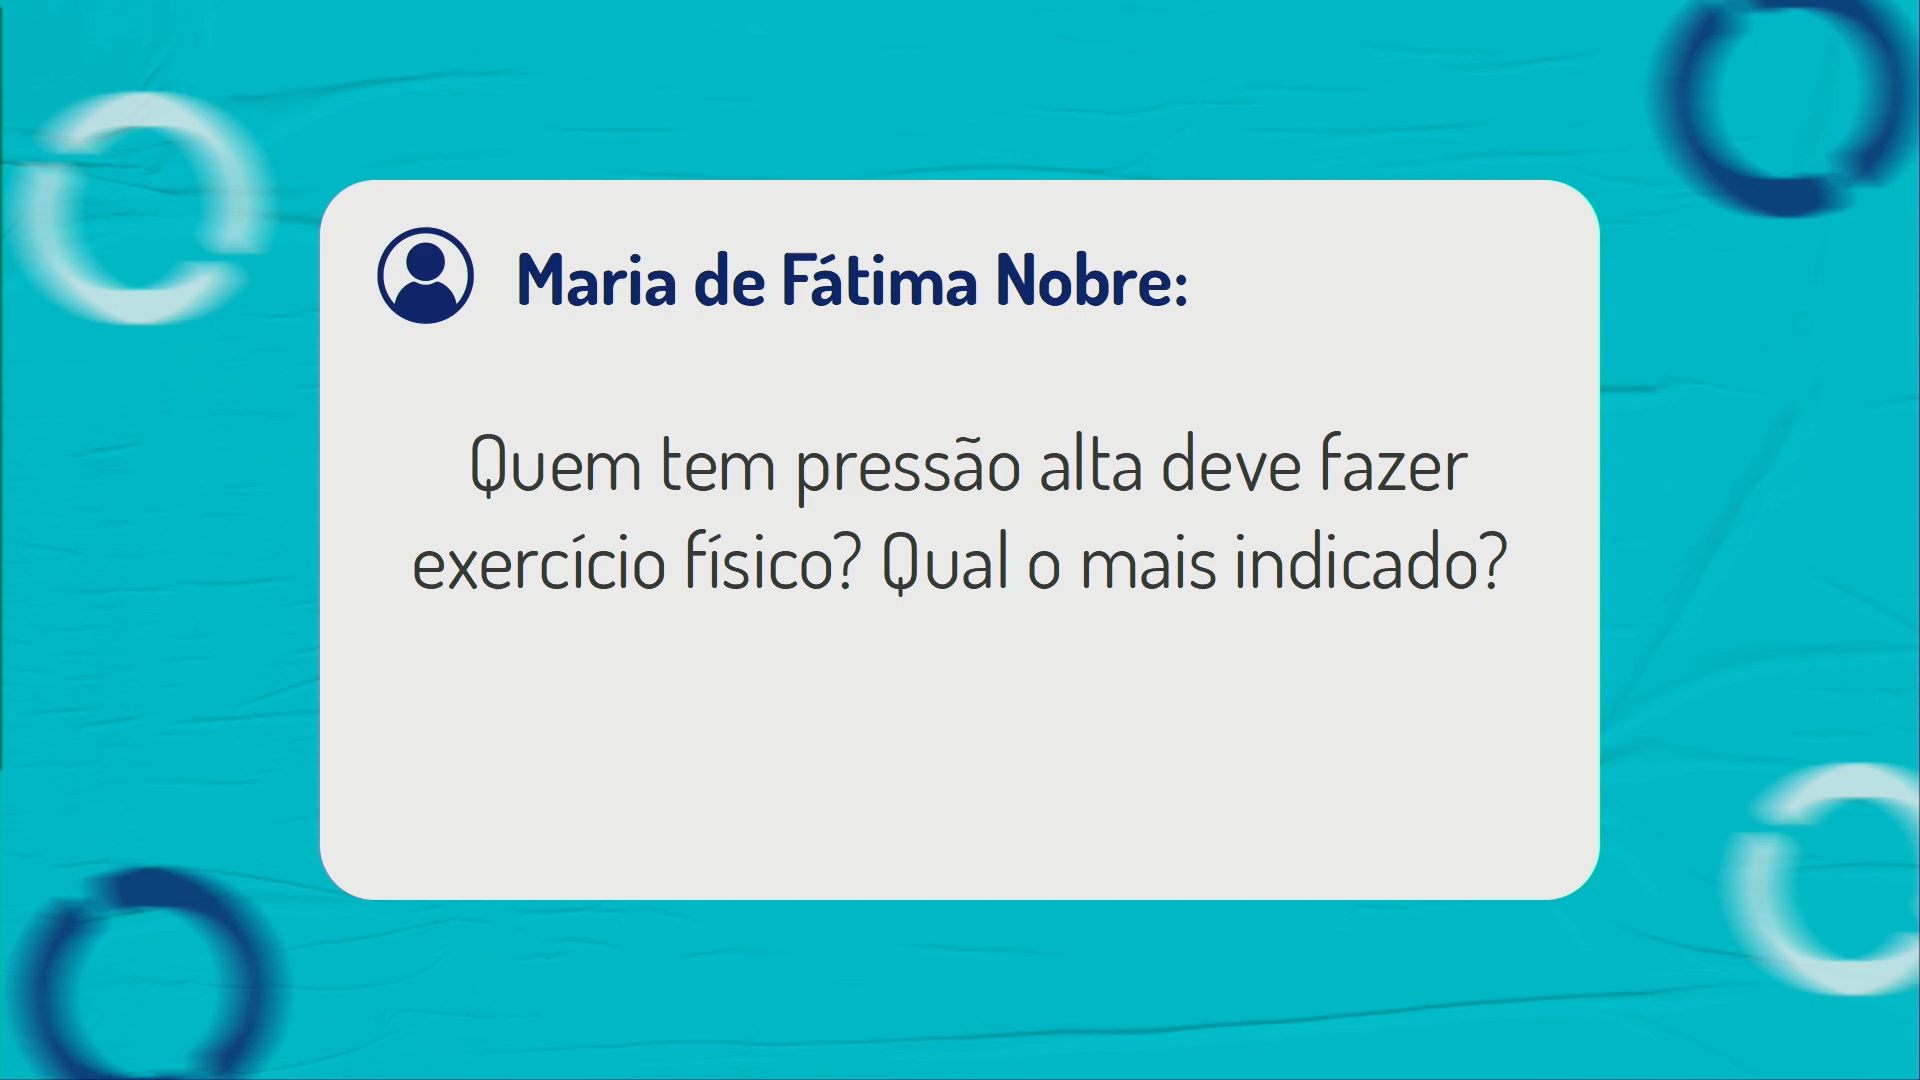 Maria de Fátima Nobre:
Quem tem pressão alta deve fazer
exercício físico? Qual o mais indicado?